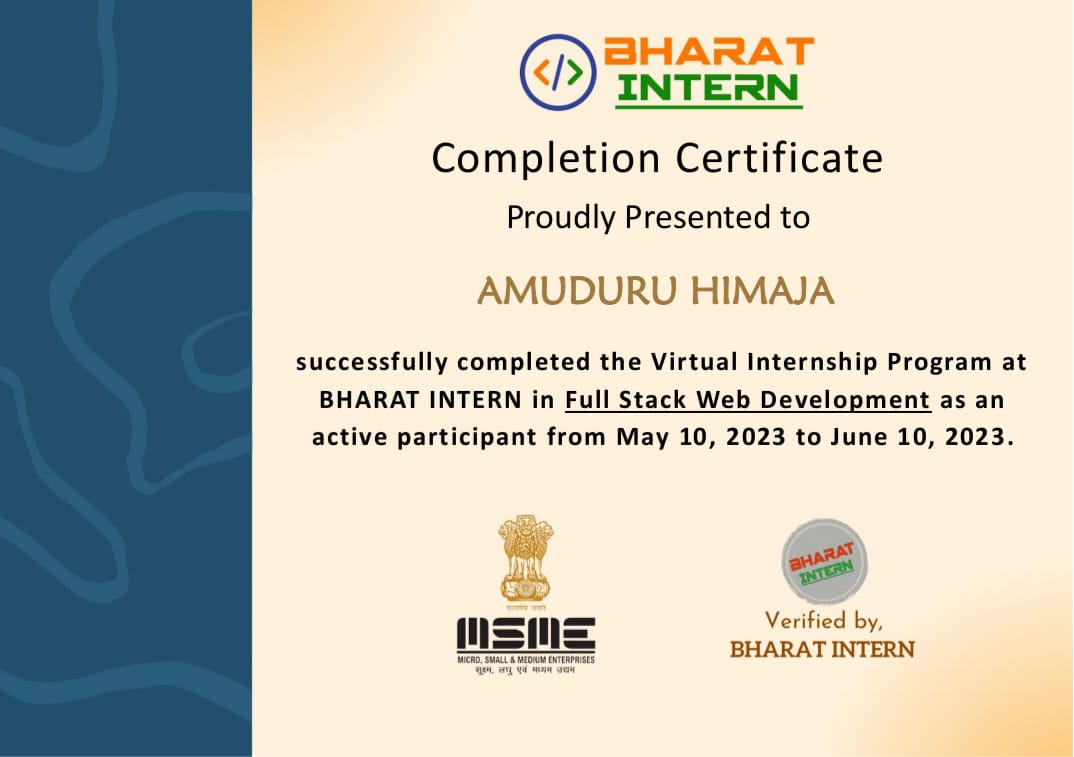 BHARAT
INTERN
Completion Certificate
Proudly Presented to
AMUDURU HIMAJA
successfully completed the Virtual Internship Program at
BHARAT INTERN in Full Stack Web Development as an
active participant from May 10, 2023 to June 10, 2023.
सत्यमेव जयते
MSME
MICRO, SMALL & MEDIUM ENTERPRISES
सूक्ष्म, लघु एवं मध्यम उद्यम
BHARAT
INTERN
Verified by,
BHARAT INTERN